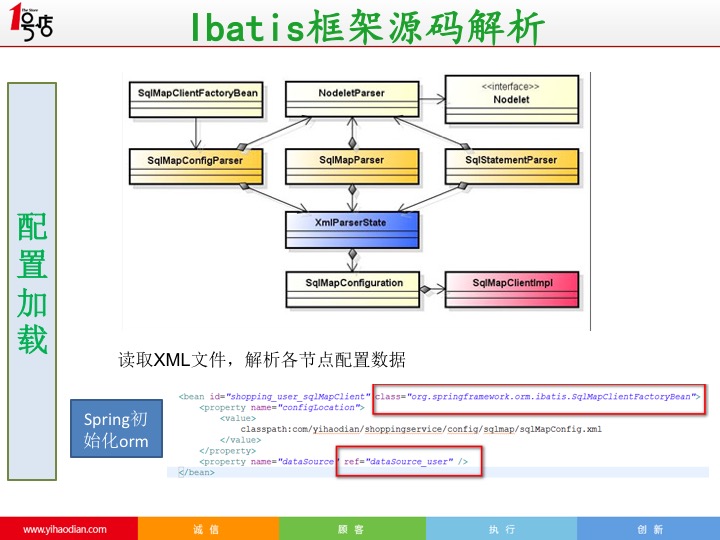 1号店
The Store
Ibatis框架源码解析
配置加载
SqlMapClientFactoryBean
NodeletParser
<<interface>>
Nodelet
SqlMapConfigParser
SqlMapParser
SqlStatementParser
XmlParserState
SqlMapConfiguration
SqlMapClientImpl
读取XML文件，解析各节点配置数据
Spring初
始化orm
<bean id="shopping_user_sqlMapClient" class="org.springframework.orm.ibatis.SqlMapClientFactoryBean">
<property name="configLocation">
<value>
classpath:com/yihaodian/shoppingservice/config/sqlmap/sqlMapConfig.xml
</value>
</property>
<property name="dataSource" ref="dataSource_user" />
</bean>
www.yihaodian.com
诚 信
顾 客
执 行
创 新